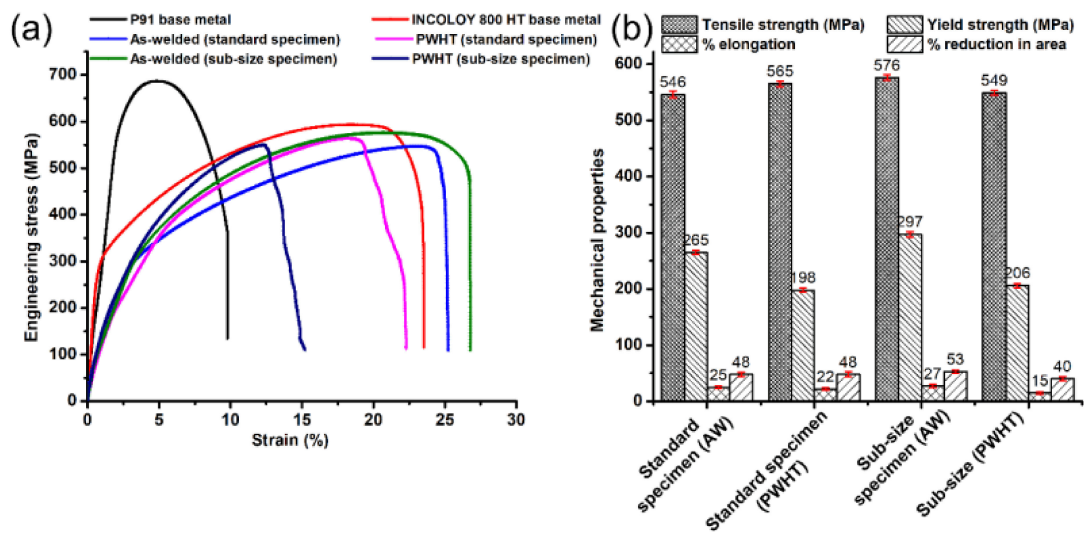 (a)
P91 base metal
INCOLOY 800 HT base metal
As-welded (standard specimen)
PWHT (standard specimen)
As-welded (sub-size specimen)
PWHT (sub-size specimen)
700
600
500
400
300
200
100
0
Engineering stress (MPa)
0 5 10 15 20 25 30
Strain (%)
(b)
Tensile strength (MPa)
Yield strength (MPa)
% elongation
% reduction in area
600
500
400
300
200
100
0
Mechanical properties
546
265
25
48
565
198
22
48
576
297
27
53
549
206
15
40
Standard
specimen (AW)
Standard specimen
(PWHT)
Sub-size
specimen (AW)
Sub-size (PWHT)